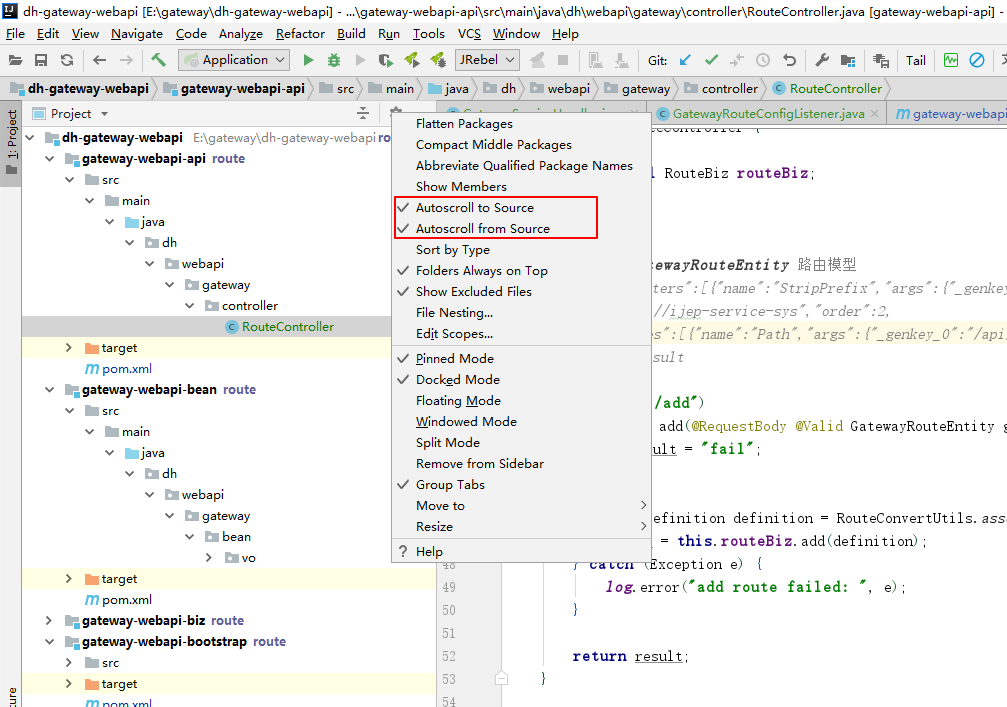 dh-gateway-webapi [E:\gateway\dh-gateway-webapi] - ...\gateway-webapi-api\src\main\java\dh\webapi\gateway\controller\RouteController.java [gateway-webapi-api] -
File Edit View Navigate Code Analyze Refactor Build Run Tools VCS Window Help
Application JRebel Git: Tail
dh-gateway-webapi gateway-webapi-api src main java dh webapi gateway controller RouteController
1: Project
Project
GatewayRouteConfigListener.java gateway-webapi
dh-gateway-webapi E:\gateway\dh-gateway-webapi ro
gateway-webapi-api route
src
main
java
dh
webapi
gateway
controller
RouteController
target
pom.xml
gateway-webapi-bean route
src
main
java
dh
webapi
gateway
bean
vo
target
pom.xml
gateway-webapi-biz route
gateway-webapi-bootstrap route
src
target
pom.xml
Flatten Packages
Compact Middle Packages
Abbreviate Qualified Package Names
Show Members
Autoscroll to Source
Autoscroll from Source
Sort by Type
Folders Always on Top
Show Excluded Files
File Nesting...
Edit Scopes...
Pinned Mode
Docked Mode
Floating Mode
Windowed Mode
Split Mode
Remove from Sidebar
Group Tabs
Move to
Resize
? Help
l RouteBiz routeBiz;
tewayRouteEntity 路由模型
ters":[{"name":"StripPrefix","args":{"_genkey
//ijep-service-sys","order":2,
es":[{"name":"Path","args":{"_genkey_0":"/api
sult
/add")
add(@RequestBody @Valid GatewayRouteEntity g
ult = "fail";
efinition definition = RouteConvertUtils.ass
= this.routeBiz.add(definition);
48 } catch (Exception e) {
49 log.error("add route failed: ", e);
50 }
51
52 return result;
53 }
54